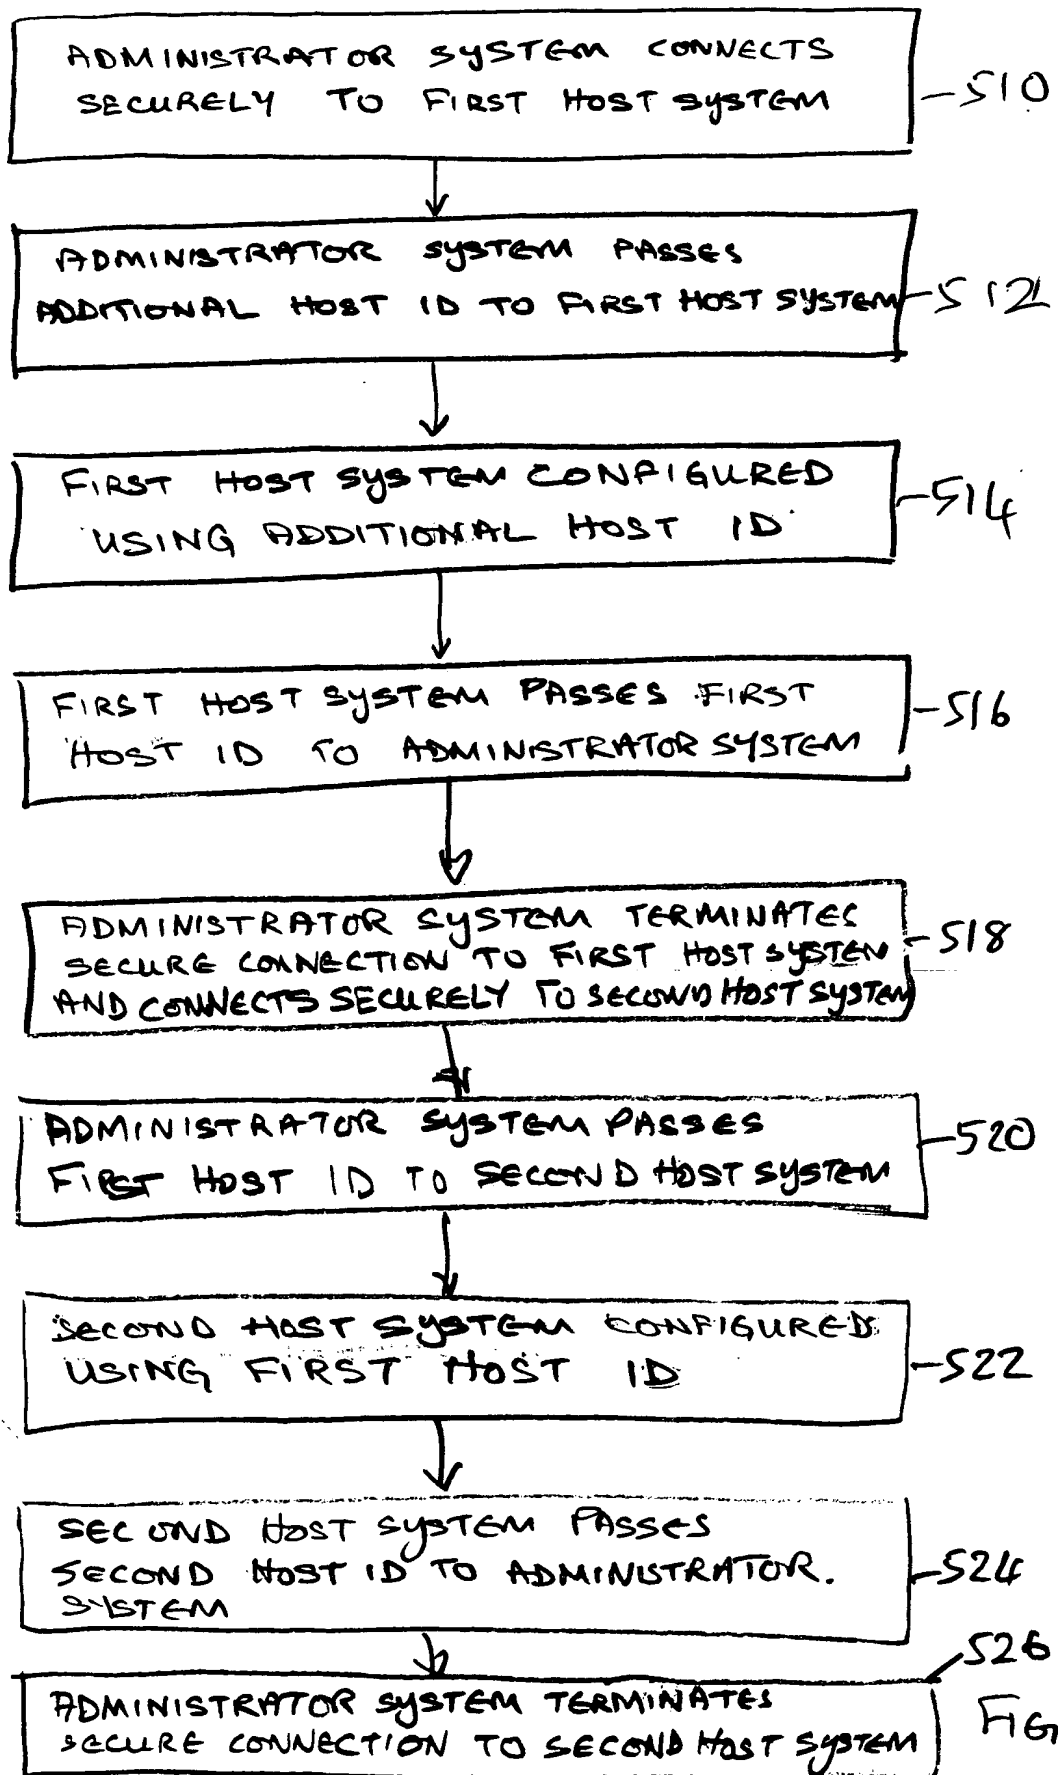 ADMINISTRATOR SYSTEM CONNECTS
SECURELY TO FIRST HOST SYSTEM
510
ADMINISTRATOR SYSTEM PASSES
ADDITIONAL HOST ID TO FIRST HOST SYSTEM
512
FIRST HOST SYSTEM CONFIGURED
USING ADDITIONAL HOST ID
514
FIRST HOST SYSTEM PASSES FIRST
HOST ID TO ADMINISTRATOR SYSTEM
516
ADMINISTRATOR SYSTEM TERMINATES
SECURE CONNECTION TO FIRST HOST SYSTEM
AND CONNECTS SECURELY TO SECOND HOST SYSTEM
518
ADMINISTRATOR SYSTEM PASSES
FIRST HOST ID TO SECOND HOST SYSTEM
520
SECOND HOST SYSTEM CONFIGURED
USING FIRST HOST ID
522
SECOND HOST SYSTEM PASSES
SECOND HOST ID TO ADMINISTRATOR.
SYSTEM
524
526
ADMINISTRATOR SYSTEM TERMINATES
SECURE CONNECTION TO SECOND HOST SYSTEM
FIG